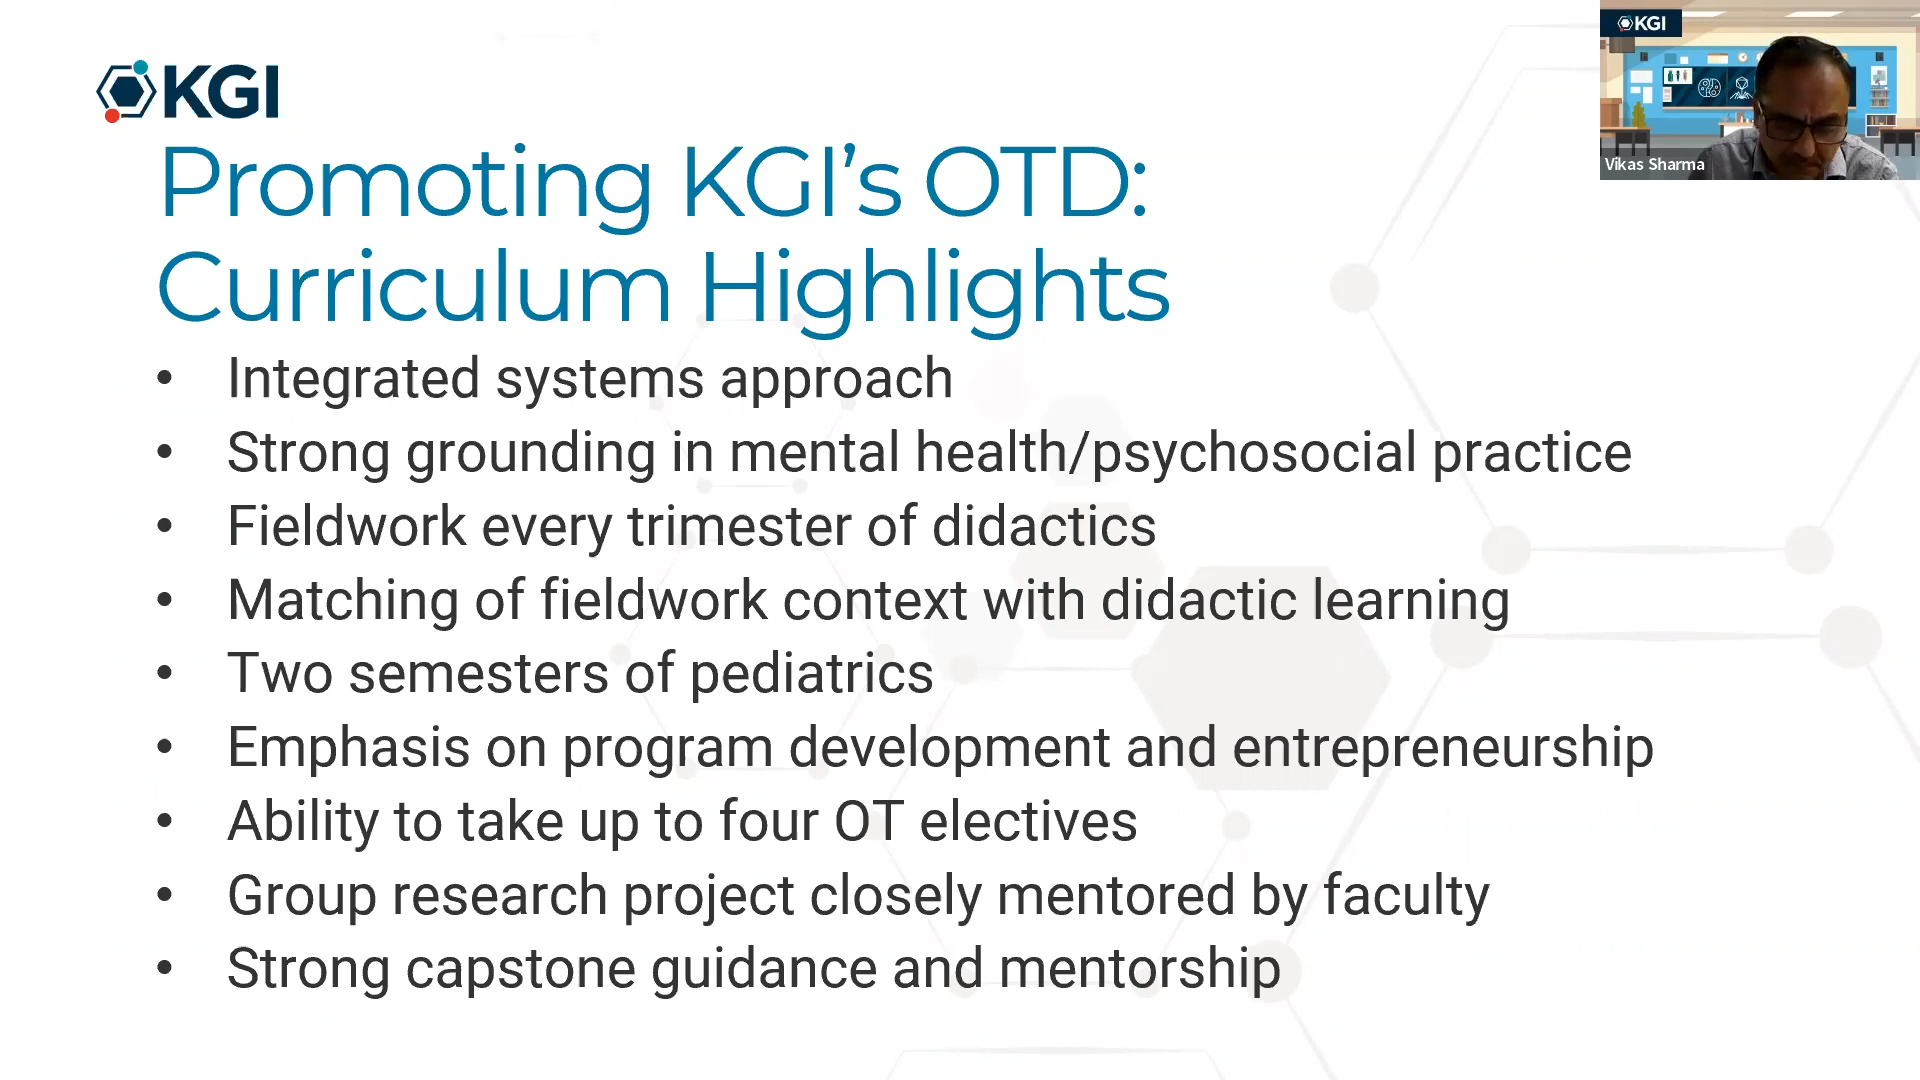 KGI
KGI
Vikas Sharma
Promoting KGI’s OTD:
Curriculum Highlights
• Integrated systems approach
• Strong grounding in mental health/psychosocial practice
• Fieldwork every trimester of didactics
• Matching of fieldwork context with didactic learning
• Two semesters of pediatrics
• Emphasis on program development and entrepreneurship
• Ability to take up to four OT electives
• Group research project closely mentored by faculty
• Strong capstone guidance and mentorship